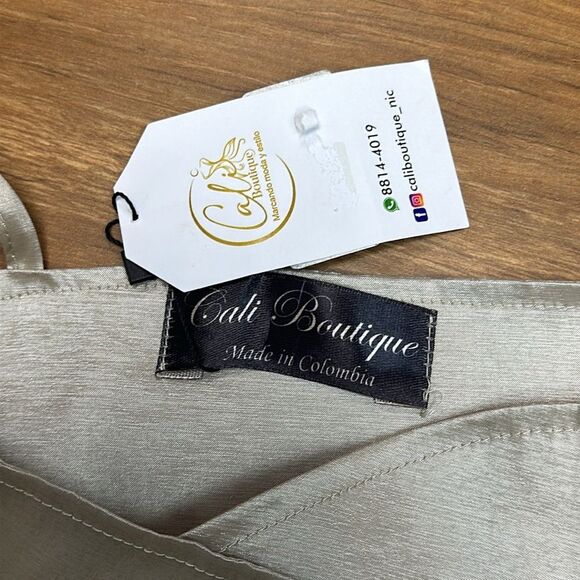 Cali
Boutique
Marcando moda y estilo
8814-4019
caliboutique_nic
Cali Boutique
Made in Colombia